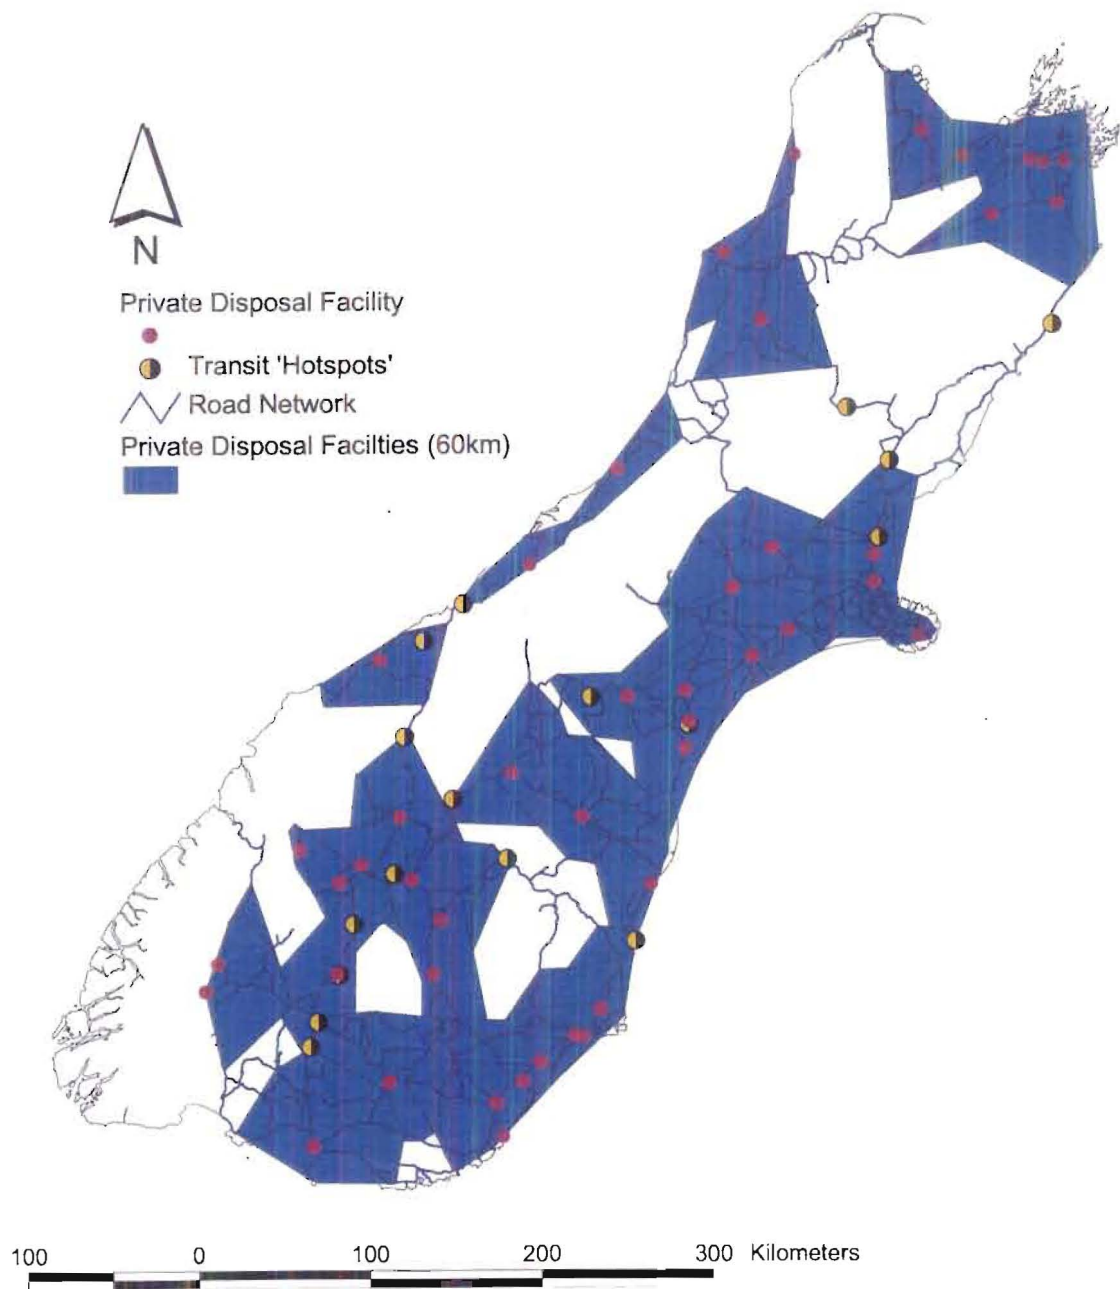 N
Private Disposal Facility
Transit 'Hotspots'
Road Network
Private Disposal Facilties (60km)
100 0 100 200 300 Kilometers